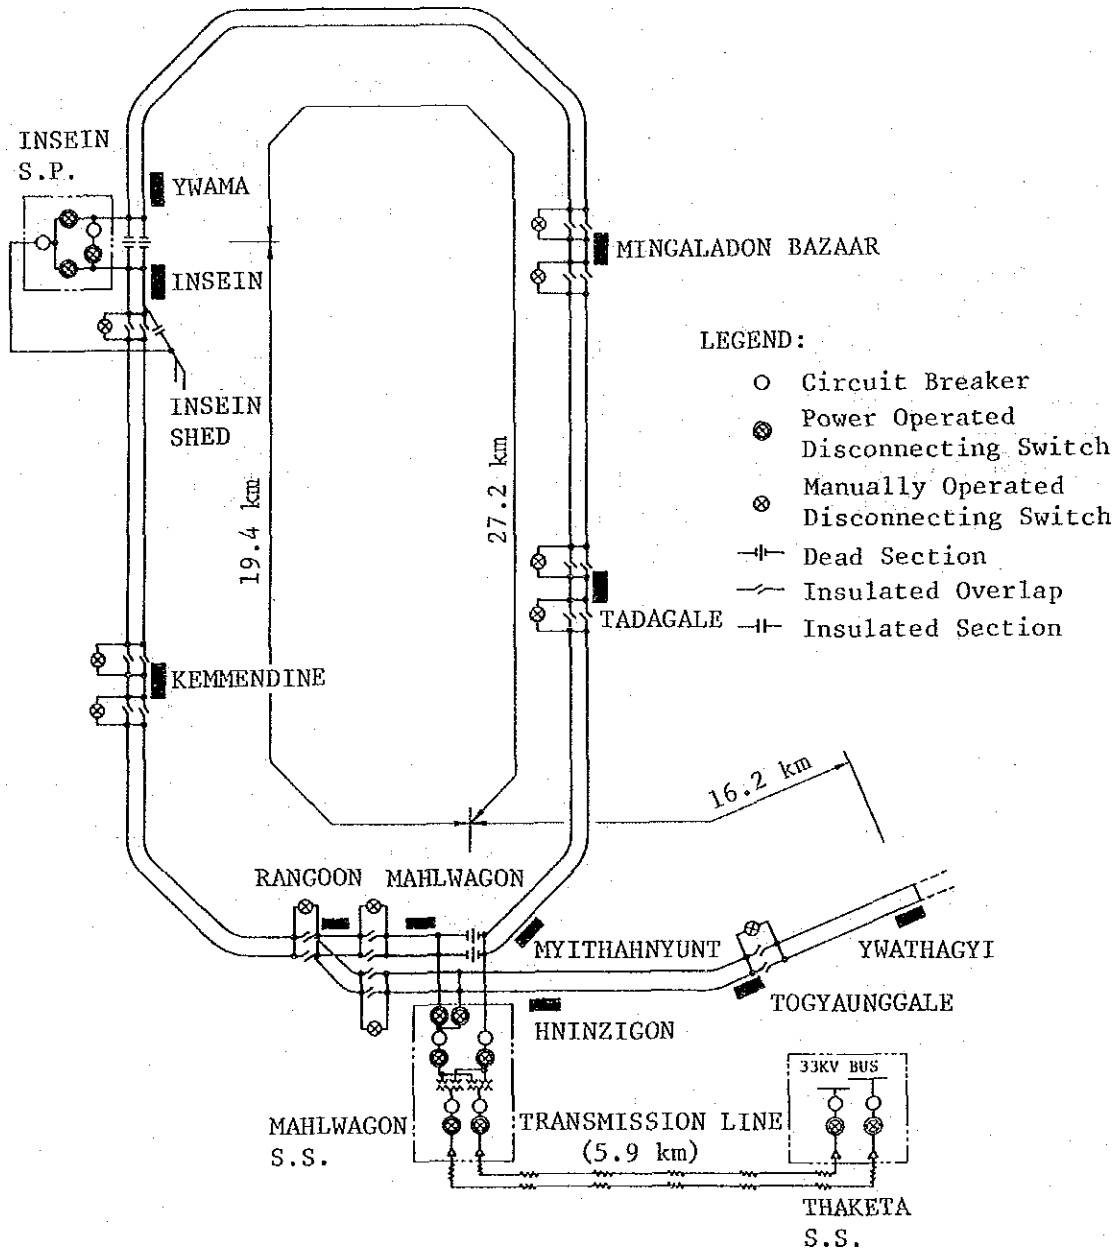 INSEIN
S.P.
YWAMA
INSEIN
INSEIN
SHED
MINGALADON BAZAAR
LEGEND:
Circuit Breaker
Power Operated
Disconnecting Switch
Manually Operated
Disconnecting Switch
Dead Section
Insulated Overlap
Insulated Section
19.4 km
27.2 km
TADAGALE
KEMMENDINE
16.2 km
RANGOON
MAHLWAGON
MYITHAHNYUNT
YWATHAGYI
TOGYAUNGGALE
HNINZIGON
33KV BUS
MAHLWAGON
S.S.
TRANSMISSION LINE
(5.9 km)
THAKETA
S.S.